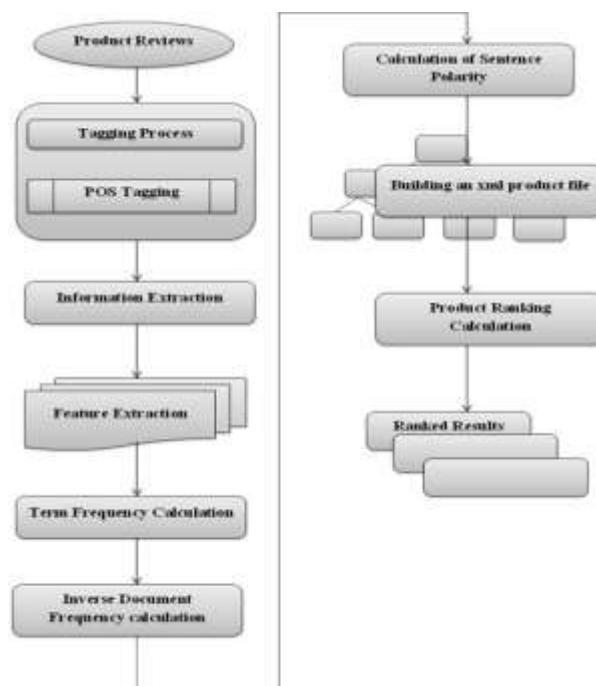 Product Reviews
Tagging Process
POS Tagging
Information Extraction
Feature Extraction
Term Frequency Calculation
Inverse Document
Frequency calculation
Calculation of Sentence
Polarity
Building an xml product file
Product Ranking
Calculation
Ranked Results